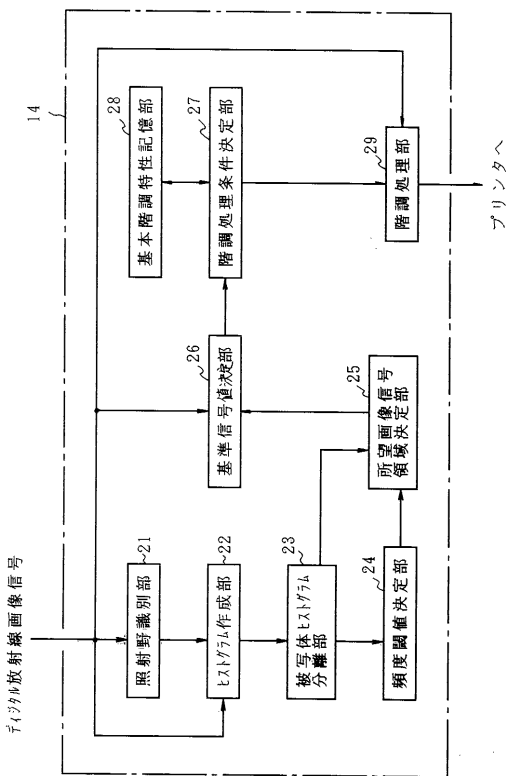 ディジタル放射線画像信号
14
21
照射野識別部
22
ヒストグラム作成部
23
被写体ヒストグラム
分離部
24
頻度閾値決定部
25
所望画像信号
領域決定部
26
基準信号値決定部
27
階調処理条件決定部
28
基本階調特性記憶部
29
階調処理部
プリンタへ